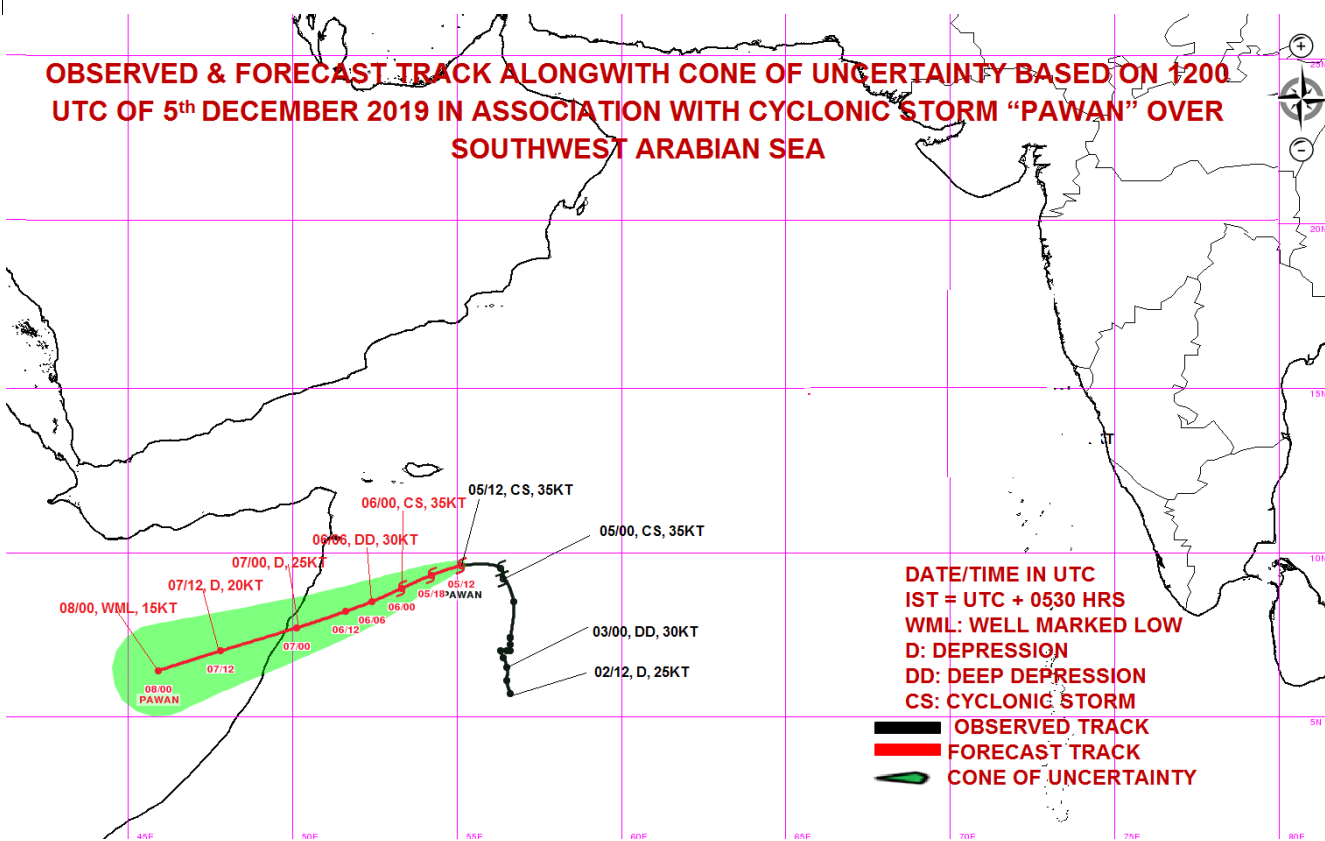 OBSERVED & FORECAST TRACK ALONGWITH CONE OF UNCERTAINTY BASED ON 1200
UTC OF 5th DECEMBER 2019 IN ASSOCIATION WITH CYCLONIC STORM “PAWAN” OVER
SOUTHWEST ARABIAN SEA
+
-
25N
20N
15N
KT
05/12, CS, 35KT
06/00, CS, 35KT
05/00, CS, 35KT
06/06, DD, 30KT
10N
07/00, D, 25KT
07/12, D, 20KT
08/00, WML, 15KT
05/12
PAWAN
05/18
06/00
06/06
06/12
07/00
07/12
08/00
PAWAN
03/00, DD, 30KT
02/12, D, 25KT
DATE/TIME IN UTC
IST = UTC + 0530 HRS
WML: WELL MARKED LOW
D: DEPRESSION
DD: DEEP DEPRESSION
CS: CYCLONIC STORM
5N
OBSERVED TRACK
FORECAST TRACK
CONE OF UNCERTAINTY
45E
50E
55E
60E
65E
70E
75E
80E